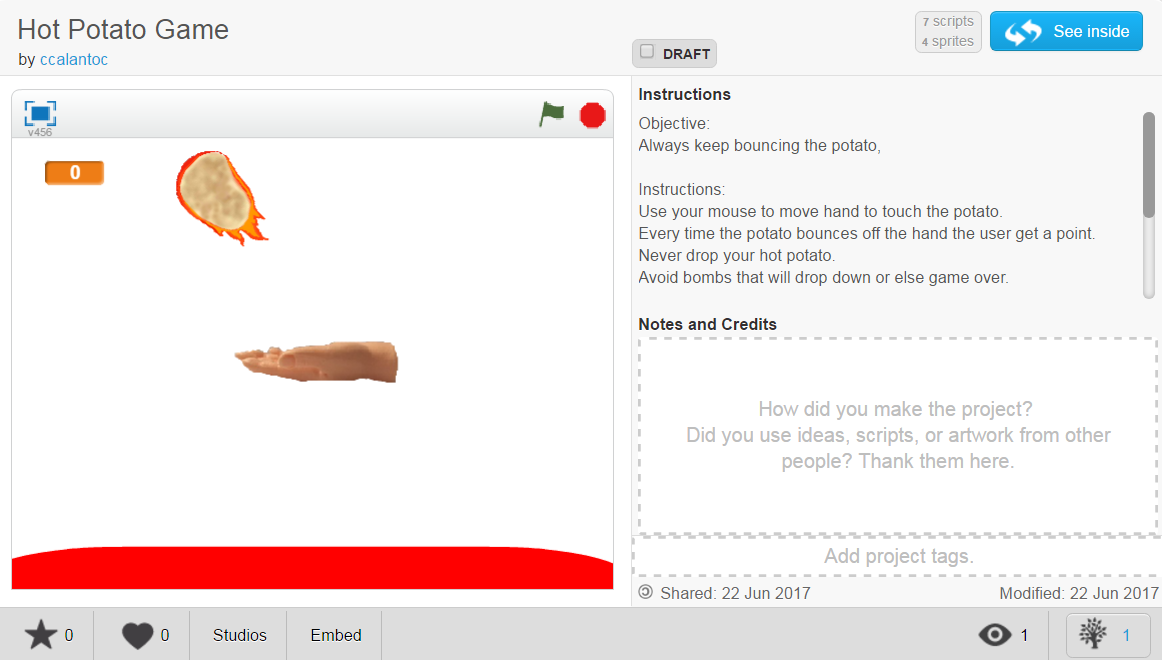 Hot Potato Game
by ccalantoc
DRAFT
7 scripts
4 sprites
See inside
v456
0
Instructions
Objective:
Always keep bouncing the potato,
Instructions:
Use your mouse to move hand to touch the potato.
Every time the potato bounces off the hand the user get a point.
Never drop your hot potato.
Avoid bombs that will drop down or else game over.
Notes and Credits
How did you make the project?
Did you use ideas, scripts, or artwork from other
people? Thank them here.
Add project tags.
Shared: 22 Jun 2017 Modified: 22 Jun 2017
0 0 Studios Embed 1 1